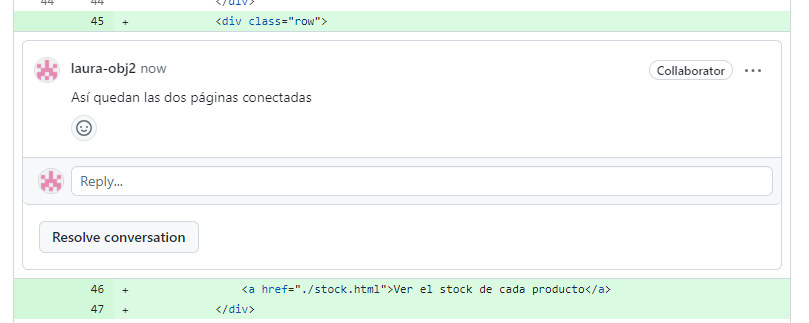 44 44 </div>
45 + <div class="row">
laura-obj2 now
Collaborator
Así quedan las dos páginas conectadas
Reply...
Resolve conversation
46 + <a href="./stock.html">Ver el stock de cada producto</a>
47 + </div>